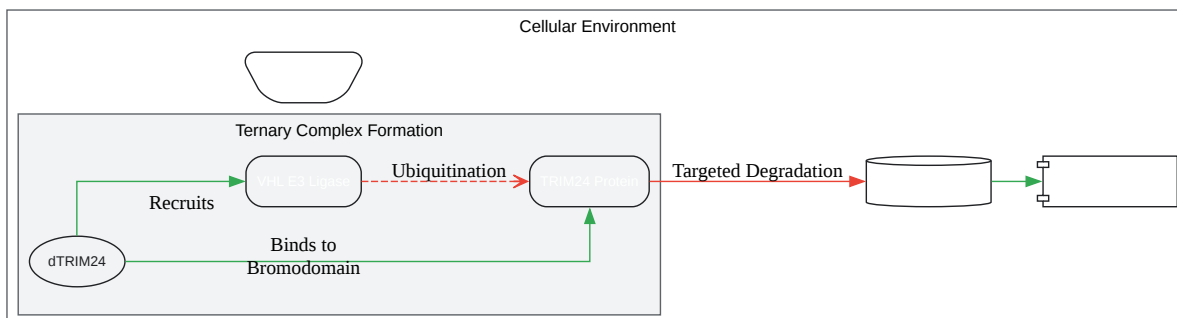 Cellular Environment
Ternary Complex Formation
VHL E3 Ligase
Ubiquitination
TRIM24 Protein
Targeted Degradation
Recruits
dTRIM24
Binds to
Bromodomain